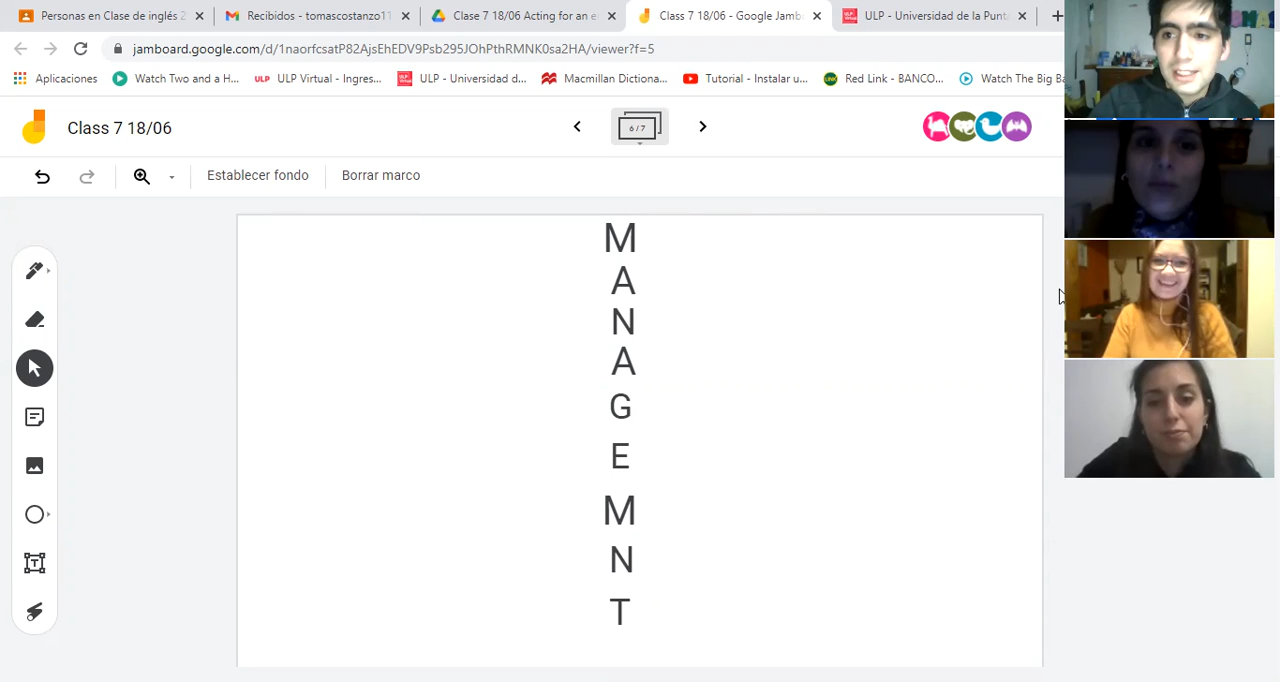 Personas en Clase de Inglés 2
Recibidos - tomascostanzo11
Clase 7 18/06 Acting for an e
Class 7 18/06 - Google Jamb
ULP - Universidad de la Punt
jamboard.google.com/d/1naorfcsatP82AjsEhEDV9Psb295JOhPthRMNK0sa2HA/viewer?f=5
Aplicaciones
Watch Two and a H...
ULP Virtual - Ingres...
ULP - Universidad d...
Macmillan Dictiona...
Tutorial - Instalar u...
Red Link - BANCO...
Watch The Big Ba
Class 7 18/06
6 / 7
Establecer fondo
Borrar marco
M
A
N
A
G
E
M
N
T